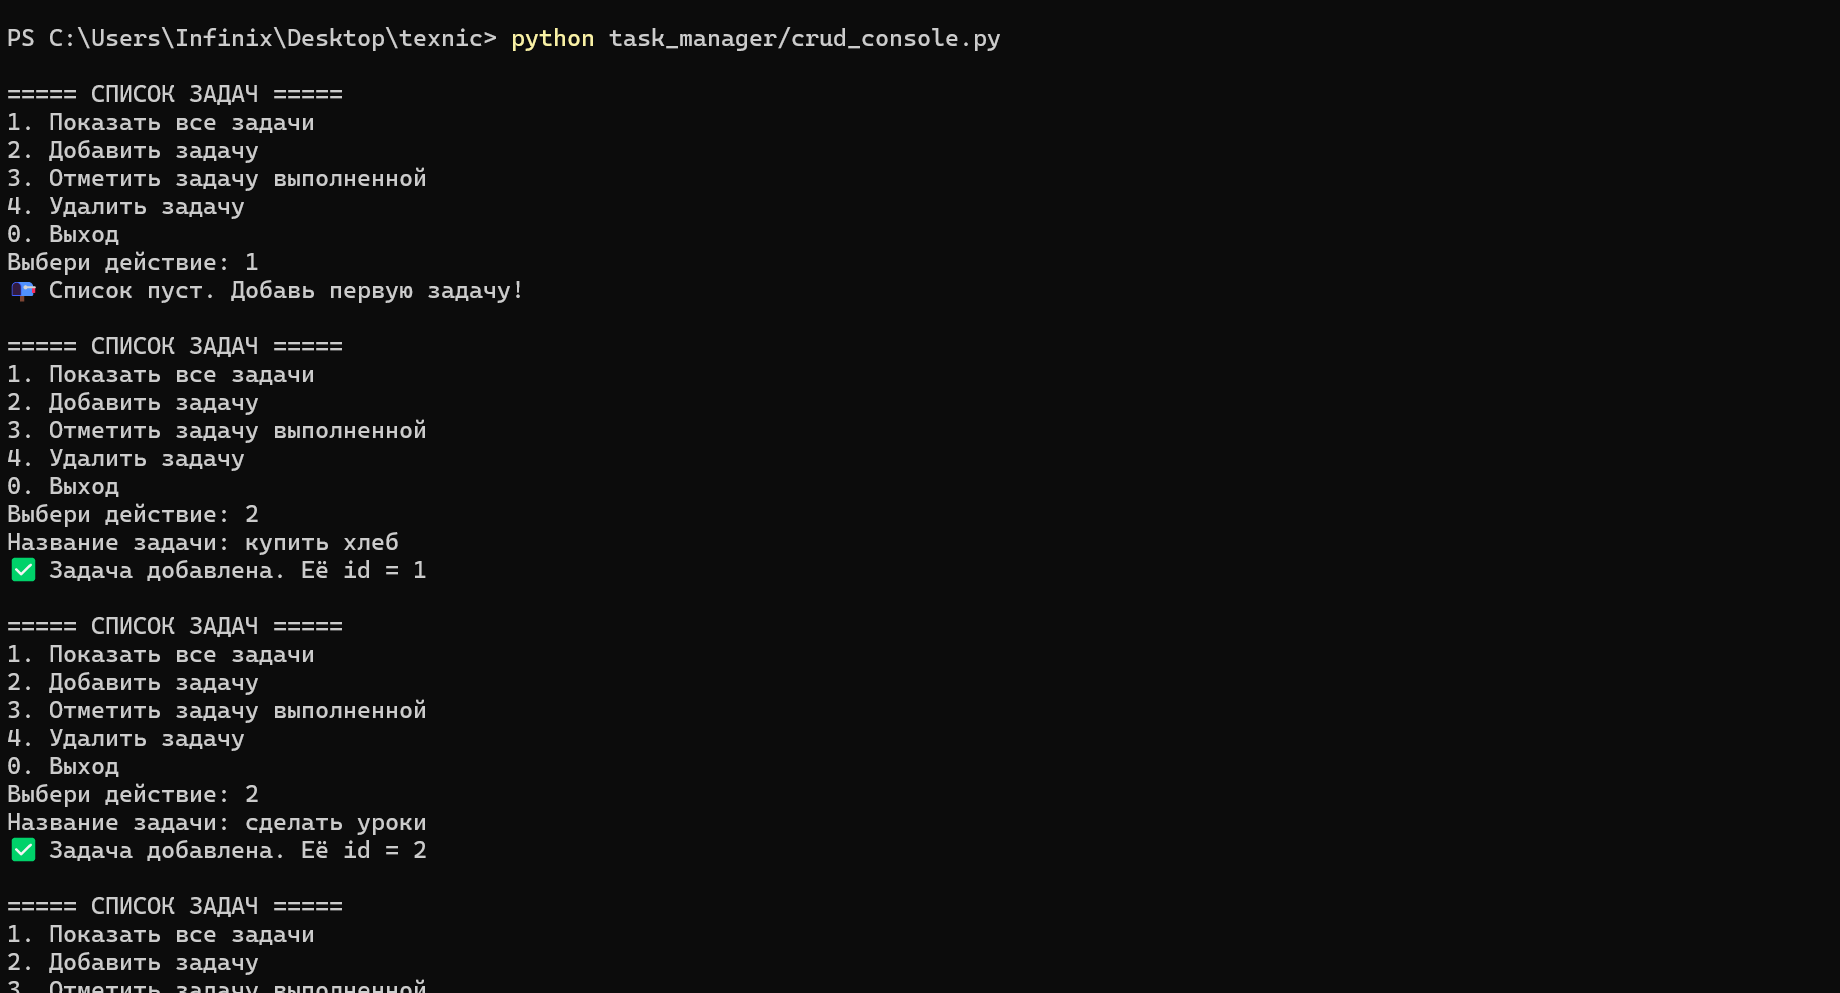 PS C:\Users\Infinix\Desktop\texnic> python task_manager/crud_console.py
===== СПИСОК ЗАДАЧ =====
1. Показать все задачи
2. Добавить задачу
3. Отметить задачу выполненной
4. Удалить задачу
0. Выход
Выбери действие: 1
📭 Список пуст. Добавь первую задачу!
===== СПИСОК ЗАДАЧ =====
1. Показать все задачи
2. Добавить задачу
3. Отметить задачу выполненной
4. Удалить задачу
0. Выход
Выбери действие: 2
Название задачи: купить хлеб
✅ Задача добавлена. Её id = 1
===== СПИСОК ЗАДАЧ =====
1. Показать все задачи
2. Добавить задачу
3. Отметить задачу выполненной
4. Удалить задачу
0. Выход
Выбери действие: 2
Название задачи: сделать уроки
✅ Задача добавлена. Её id = 2
===== СПИСОК ЗАДАЧ =====
1. Показать все задачи
2. Добавить задачу
3. Отметить задачу выполненной